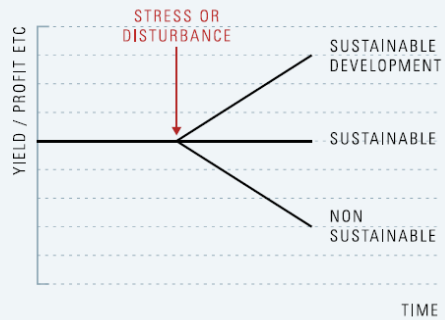 STRESS OR
DISTURBANCE
YIELD / PROFIT ETC
SUSTAINABLE
DEVELOPMENT
SUSTAINABLE
NON
SUSTAINABLE
TIME